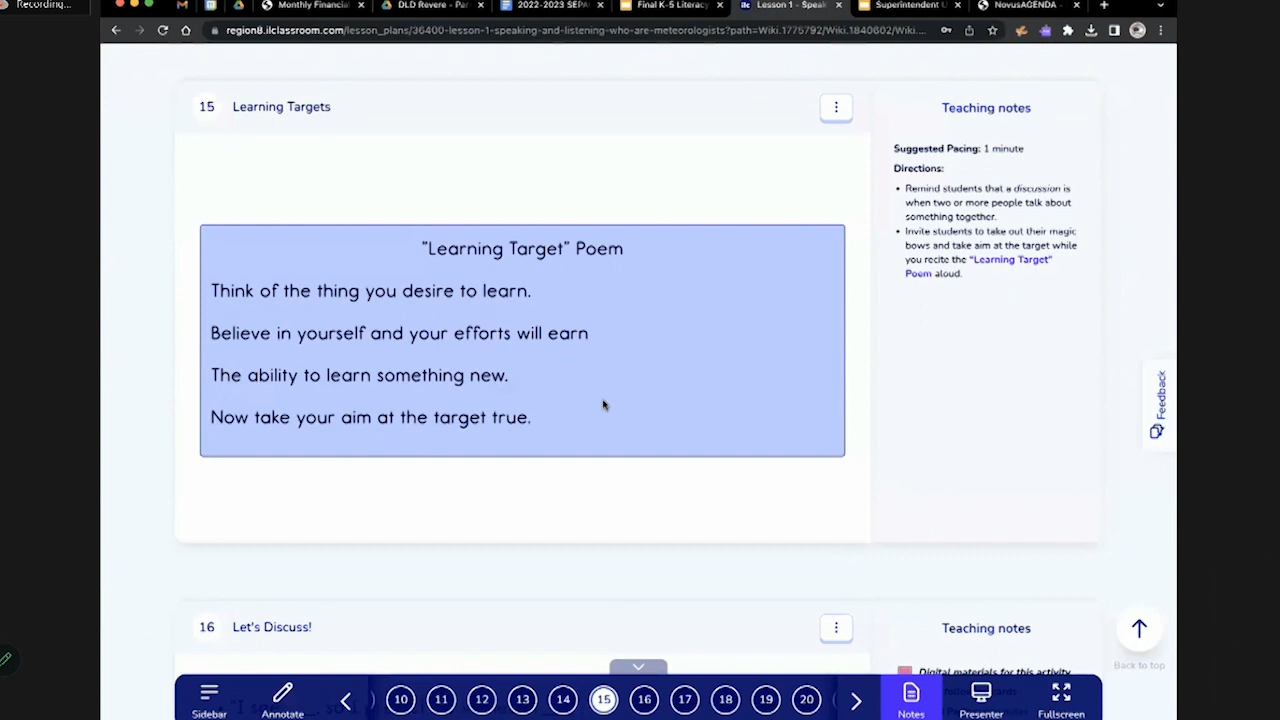 Recording...
Monthly Financial
DLD Revere - Par
2022-2023 SEPA
Final K-5 Literacy
Lesson 1 - Speak
Superintendent U
NovusAGENDA
region8.ilclassroom.com/lesson_plans/36400-lesson-1-speaking-and-listening-who-are-meteorologists?path=Wiki.1775792/Wiki.1840602/Wiki....
15 Learning Targets
Teaching notes
Suggested Pacing: 1 minute
Directions:
• Remind students that a discussion is
when two or more people talk about
something together.
• Invite students to take out their magic
bows and take aim at the target while
you recite the "Learning Target"
Poem aloud.
"Learning Target" Poem
Think of the thing you desire to learn.
Believe in yourself and your efforts will earn
The ability to learn something new.
Now take your aim at the target true.
Feedback
16 Let's Discuss!
Teaching notes
Digital materials for this activity
Back to top
Sidebar
Annotate
10 11 12 13 14 15 16 17 18 19 20
Notes
Presenter
Fullscreen